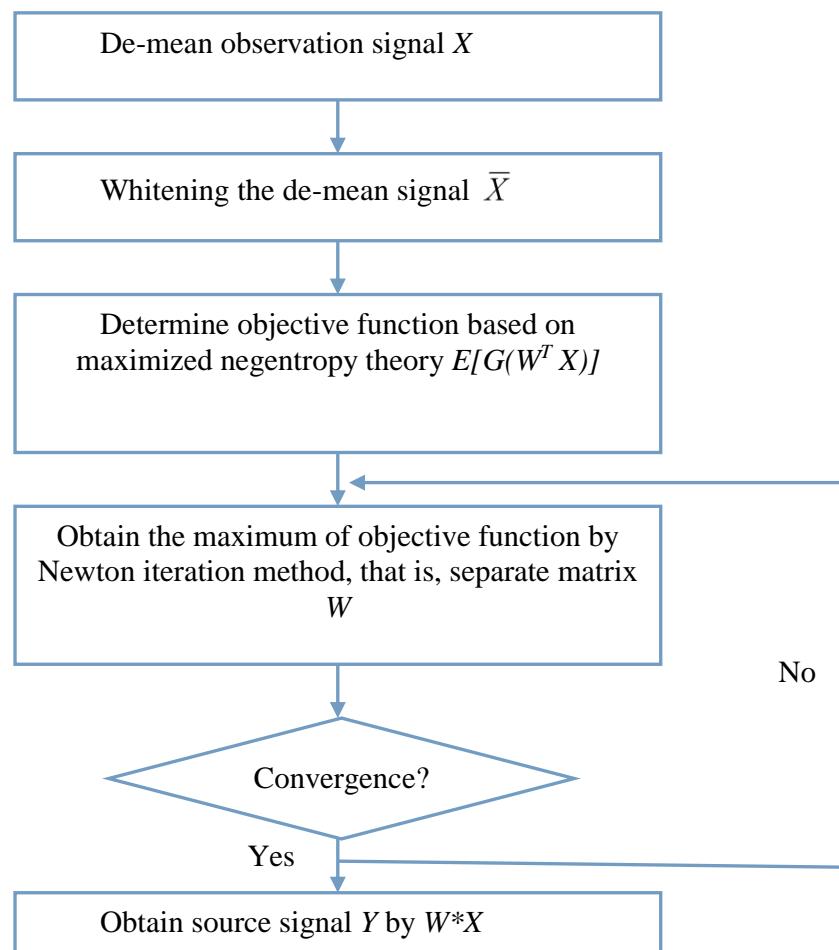 De-mean observation signal X
Whitening the de-mean signal X̅
Determine objective function based on
maximized negentropy theory E[G(Wᵀ X)]
Obtain the maximum of objective function by
Newton iteration method, that is, separate matrix
W
No
Convergence?
Yes
Obtain source signal Y by W*X